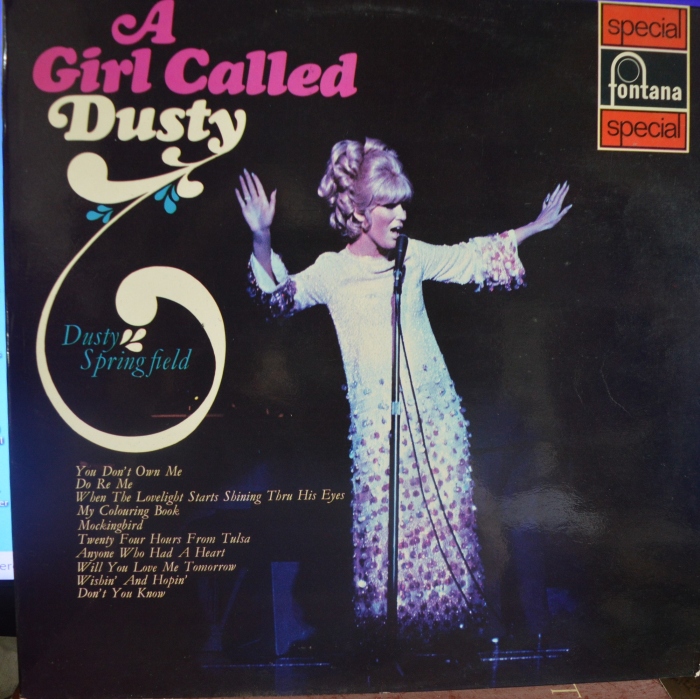 A
Girl Called
Dusty
special
fontana
special
Dusty
Springfield
You Don't Own Me
Do Re Me
When The Lovelight Starts Shining Thru His Eyes
My Colouring Book
Mockingbird
Twenty Four Hours From Tulsa
Anyone Who Had A Heart
Will You Love Me Tomorrow
Wishin' And Hopin'
Don't You Know